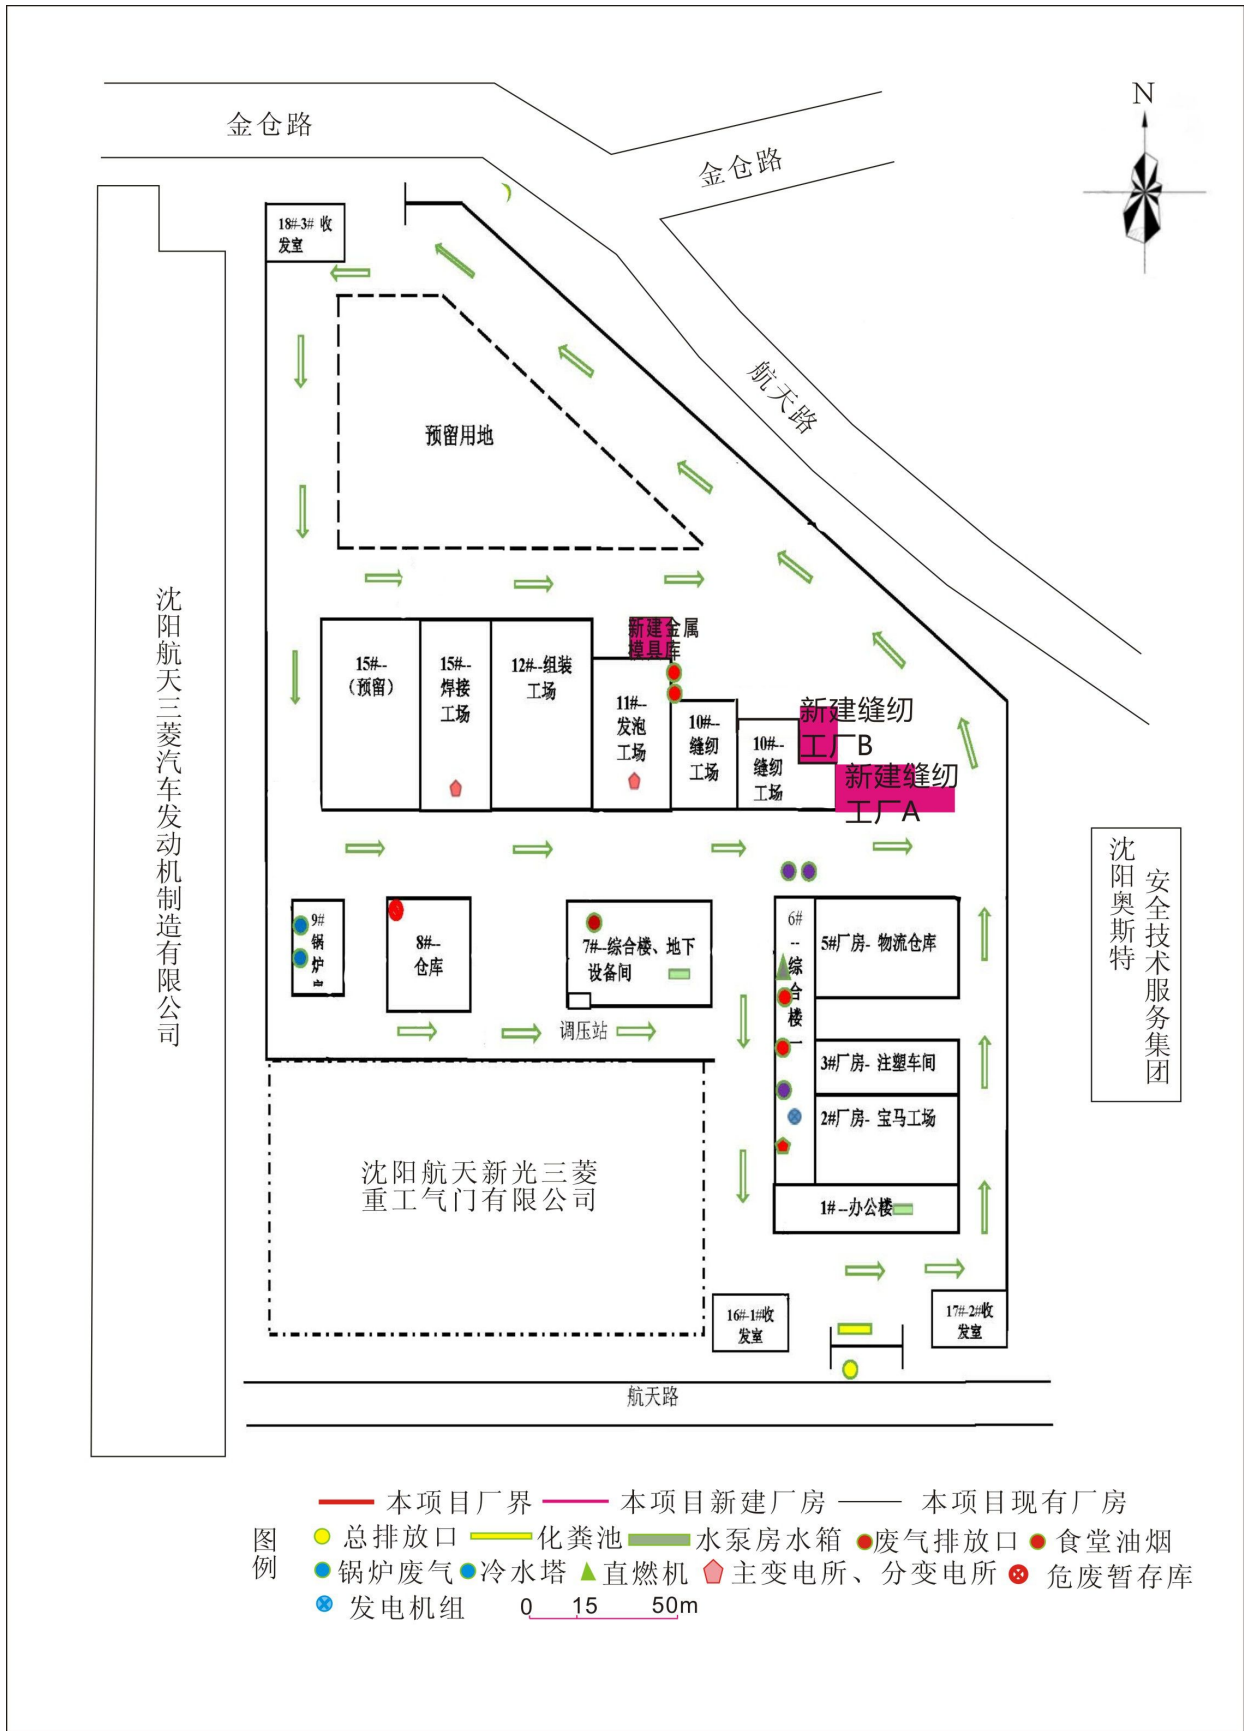 N
金仓路
金仓路
18#-3# 收
发室
航天路
预留用地
沈阳航天三菱汽车发动机制造有限公司
新建金属
模具库
15#--
（预留）
15#--
焊接
工场
12#--组装
工场
11#--
发泡
工场
10#--
缝纫
工场
10#--
缝纫
工场
新建缝纫
工厂B
新建缝纫
工厂A
沈阳奥斯特
安全技术服务集团
9#
锅
炉
8#--
仓库
7#--综合楼、地下
设备间
调压站
6#
--
综
合
楼
一
5#厂房- 物流仓库
3#厂房- 注塑车间
2#厂房- 宝马工场
1#--办公楼
沈阳航天新光三菱
重工气门有限公司
16#-1#收
发室
17#-2#收
发室
航天路
图例
本项目厂界 本项目新建厂房 本项目现有厂房
总排放口 化粪池 水泵房水箱 废气排放口 食堂油烟
锅炉废气 冷水塔 直燃机 主变电所、分变电所 危废暂存库
发电机组 0 15 50m